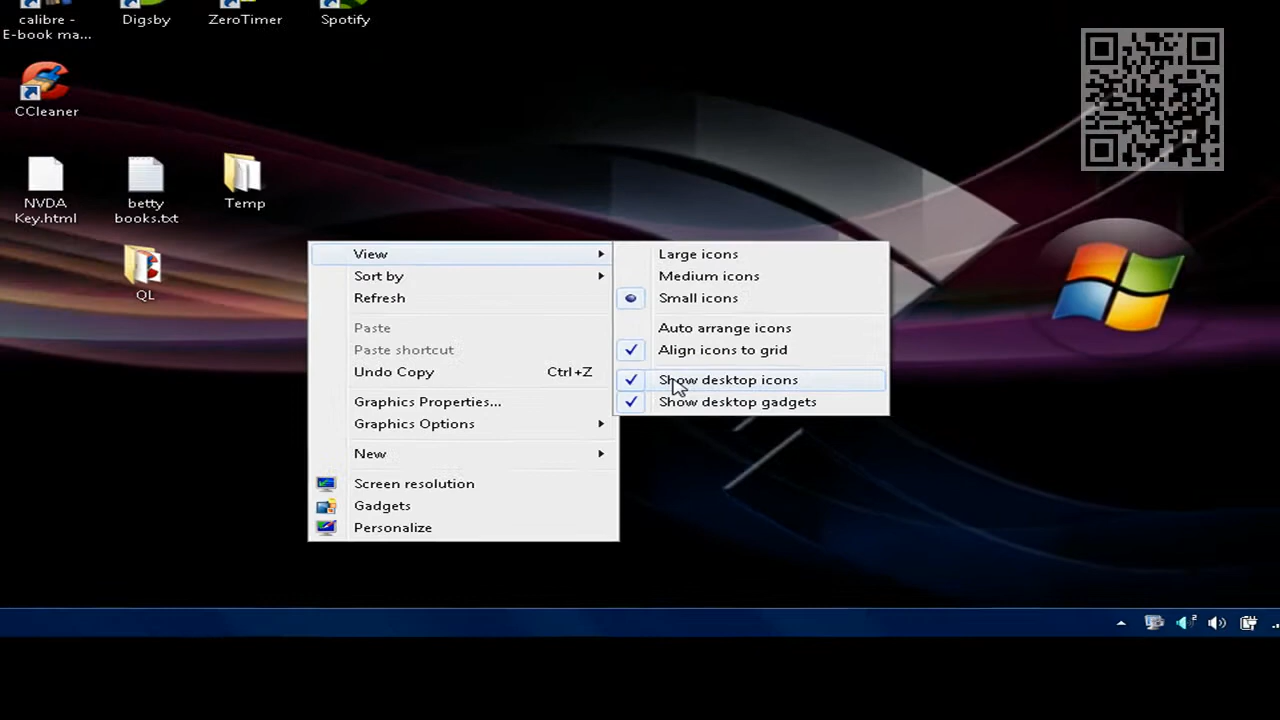 calibre -
E-book ma...
Digsby
ZeroTimer
Spotify
CCleaner
NVDA
Key.html
betty
books.txt
Temp
QL
View
Sort by
Refresh
Paste
Paste shortcut
Undo Copy Ctrl+Z
Graphics Properties...
Graphics Options
New
Screen resolution
Gadgets
Personalize
Large icons
Medium icons
Small icons
Auto arrange icons
Align icons to grid
Show desktop icons
Show desktop gadgets